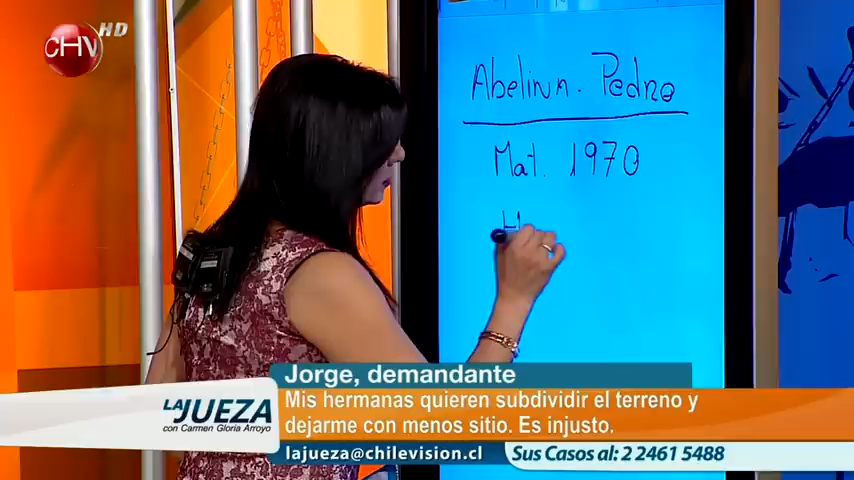 CHV HD
Abelinn. Pedro
Mat. 1970
H
Jorge, demandante
LA JUEZA
con Carmen Gloria Arroyo
Mis hermanas quieren subdividir el terreno y
dejarme con menos sitio. Es injusto.
lajueza@chilevision.cl
Sus Casos al: 2 2461 5488